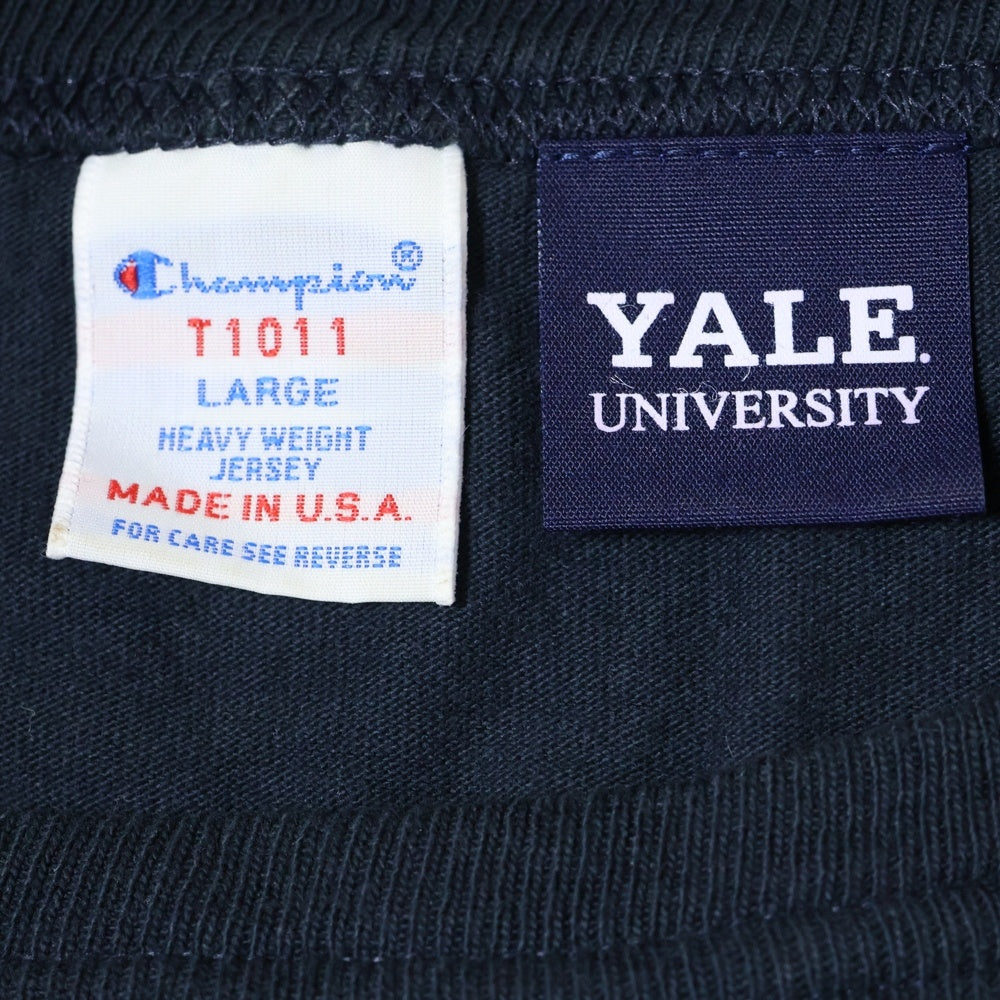 Champion®
T1011
LARGE
HEAVY WEIGHT
JERSEY
MADE IN U.S.A.
FOR CARE SEE REVERSE
YALE.
UNIVERSITY